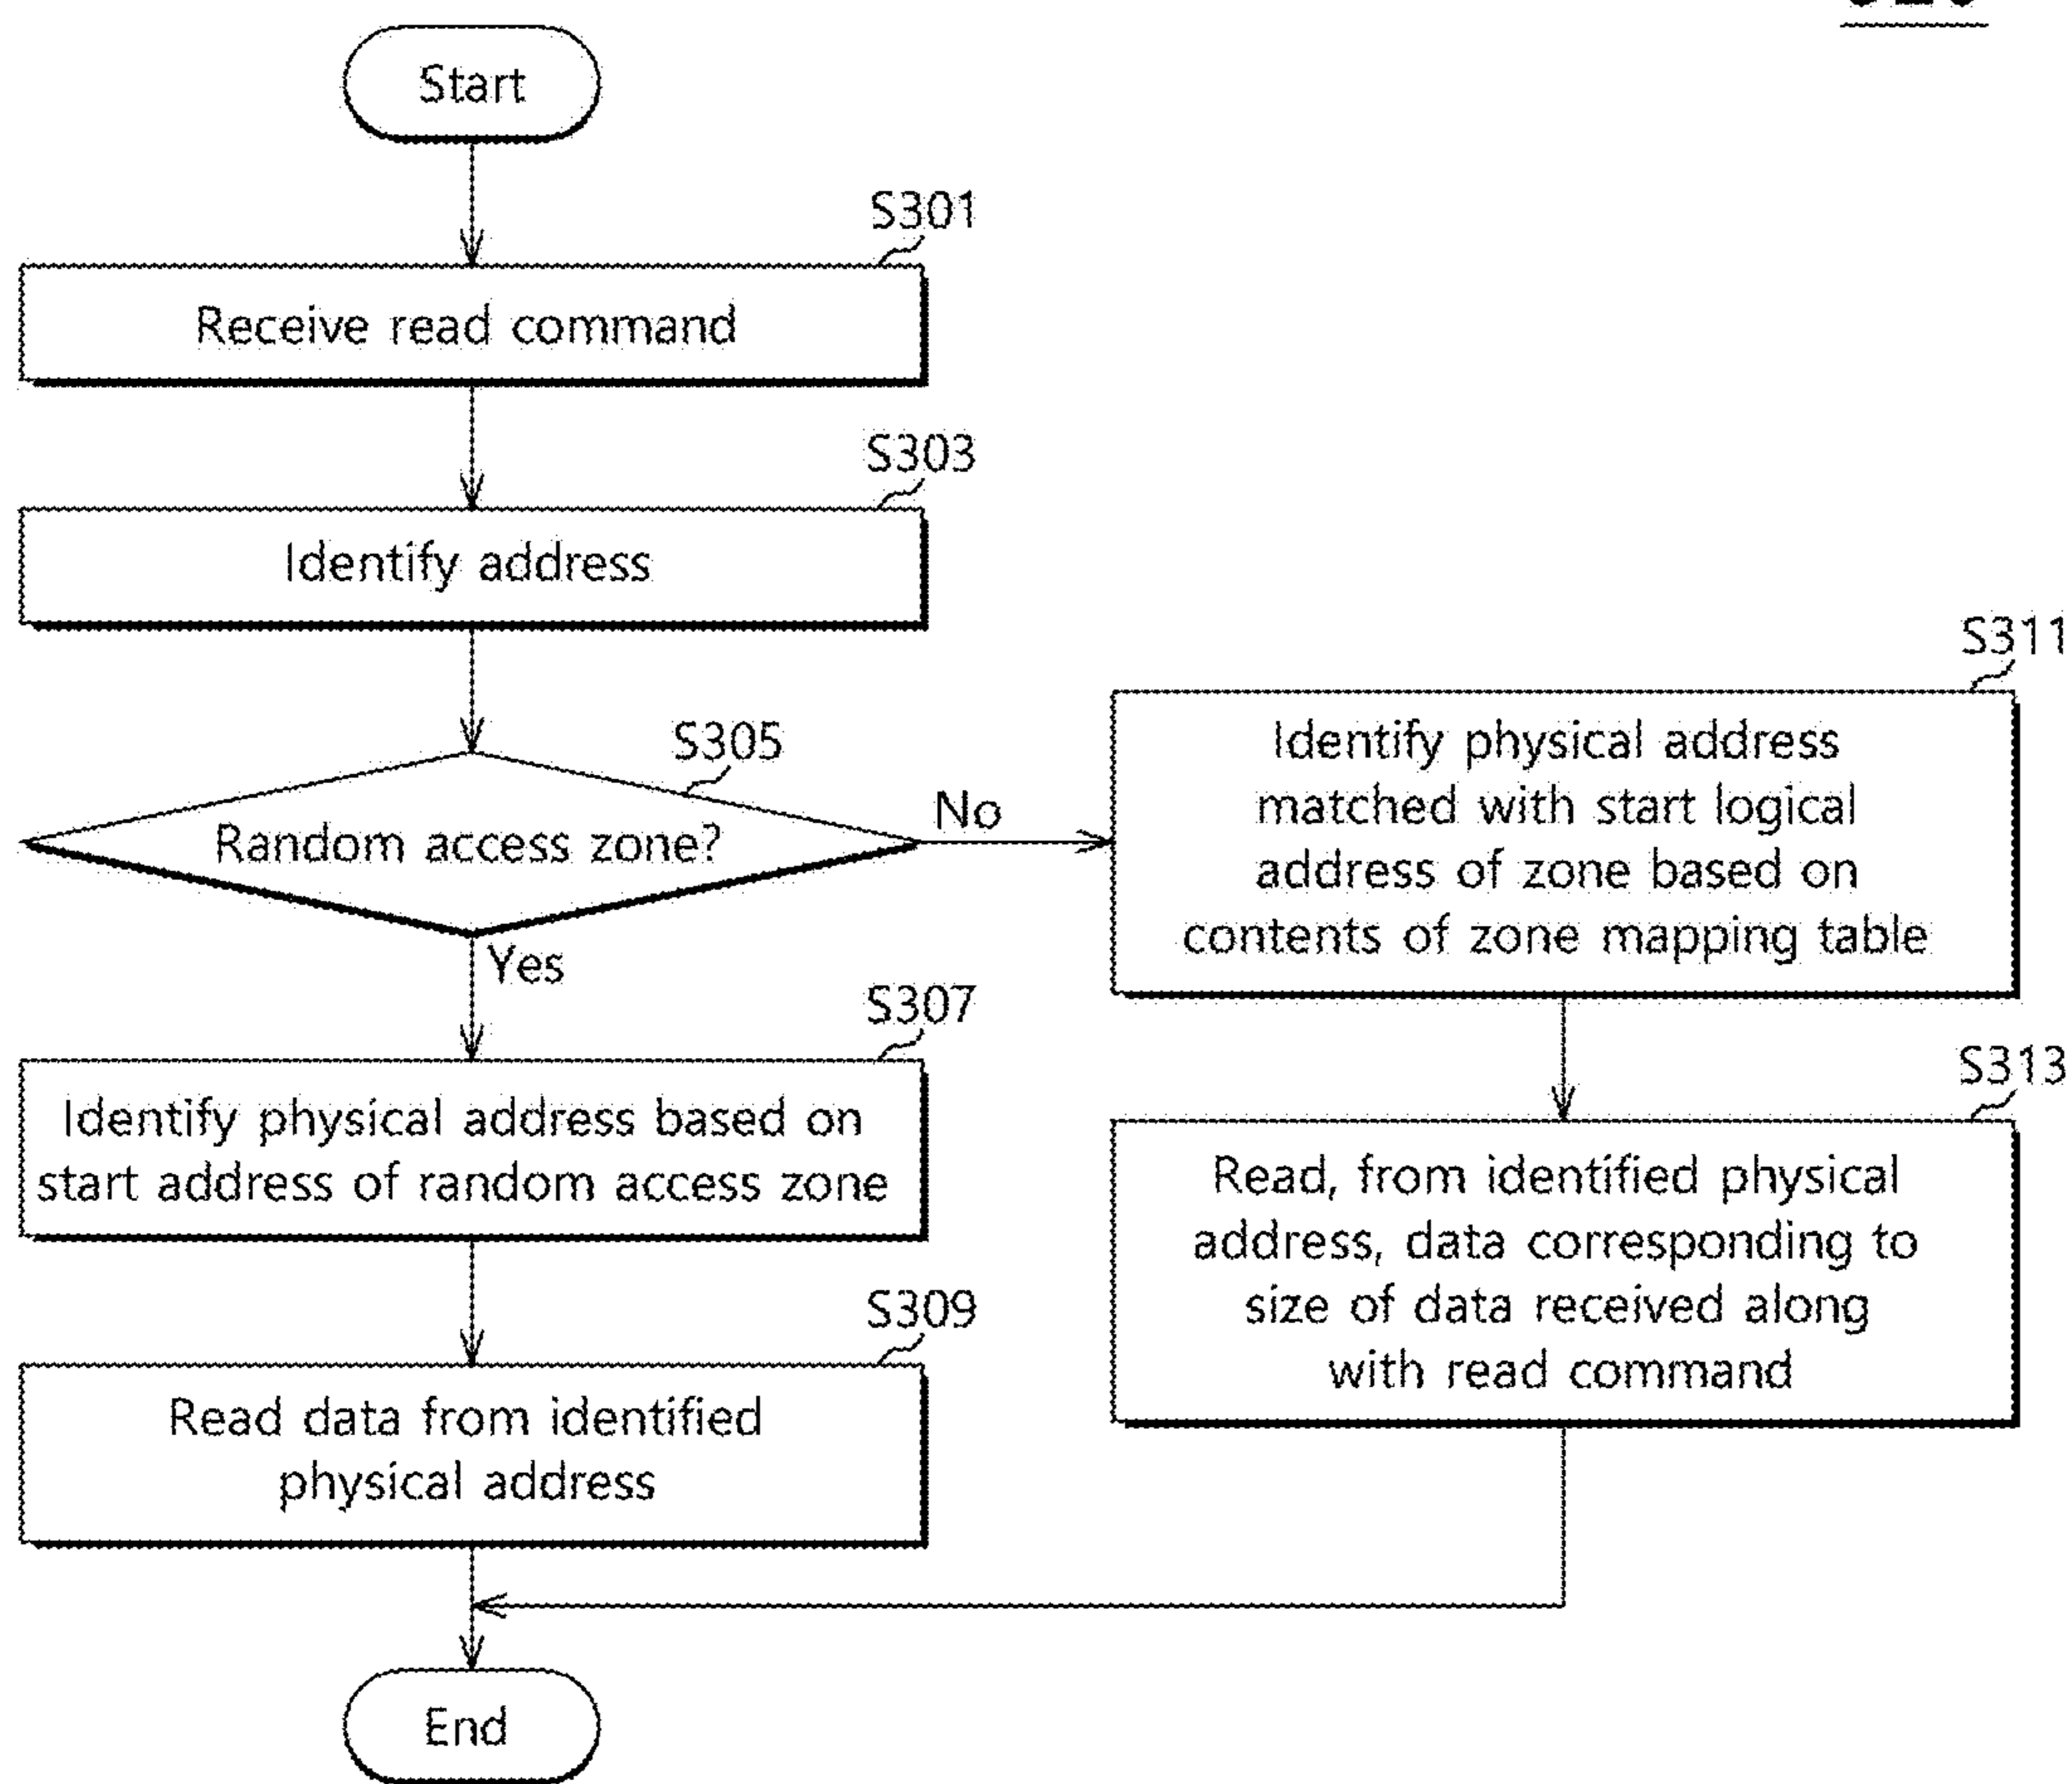 Start
S301
Receive read command
S303
Identify address
S305
Random access zone?
No
Yes
S307
Identify physical address based on
start address of random access zone
S309
Read data from identified
physical address
S311
Identify physical address
matched with start logical
address of zone based on
contents of zone mapping table
S313
Read, from identified physical
address, data corresponding to
size of data received along
with read command
End